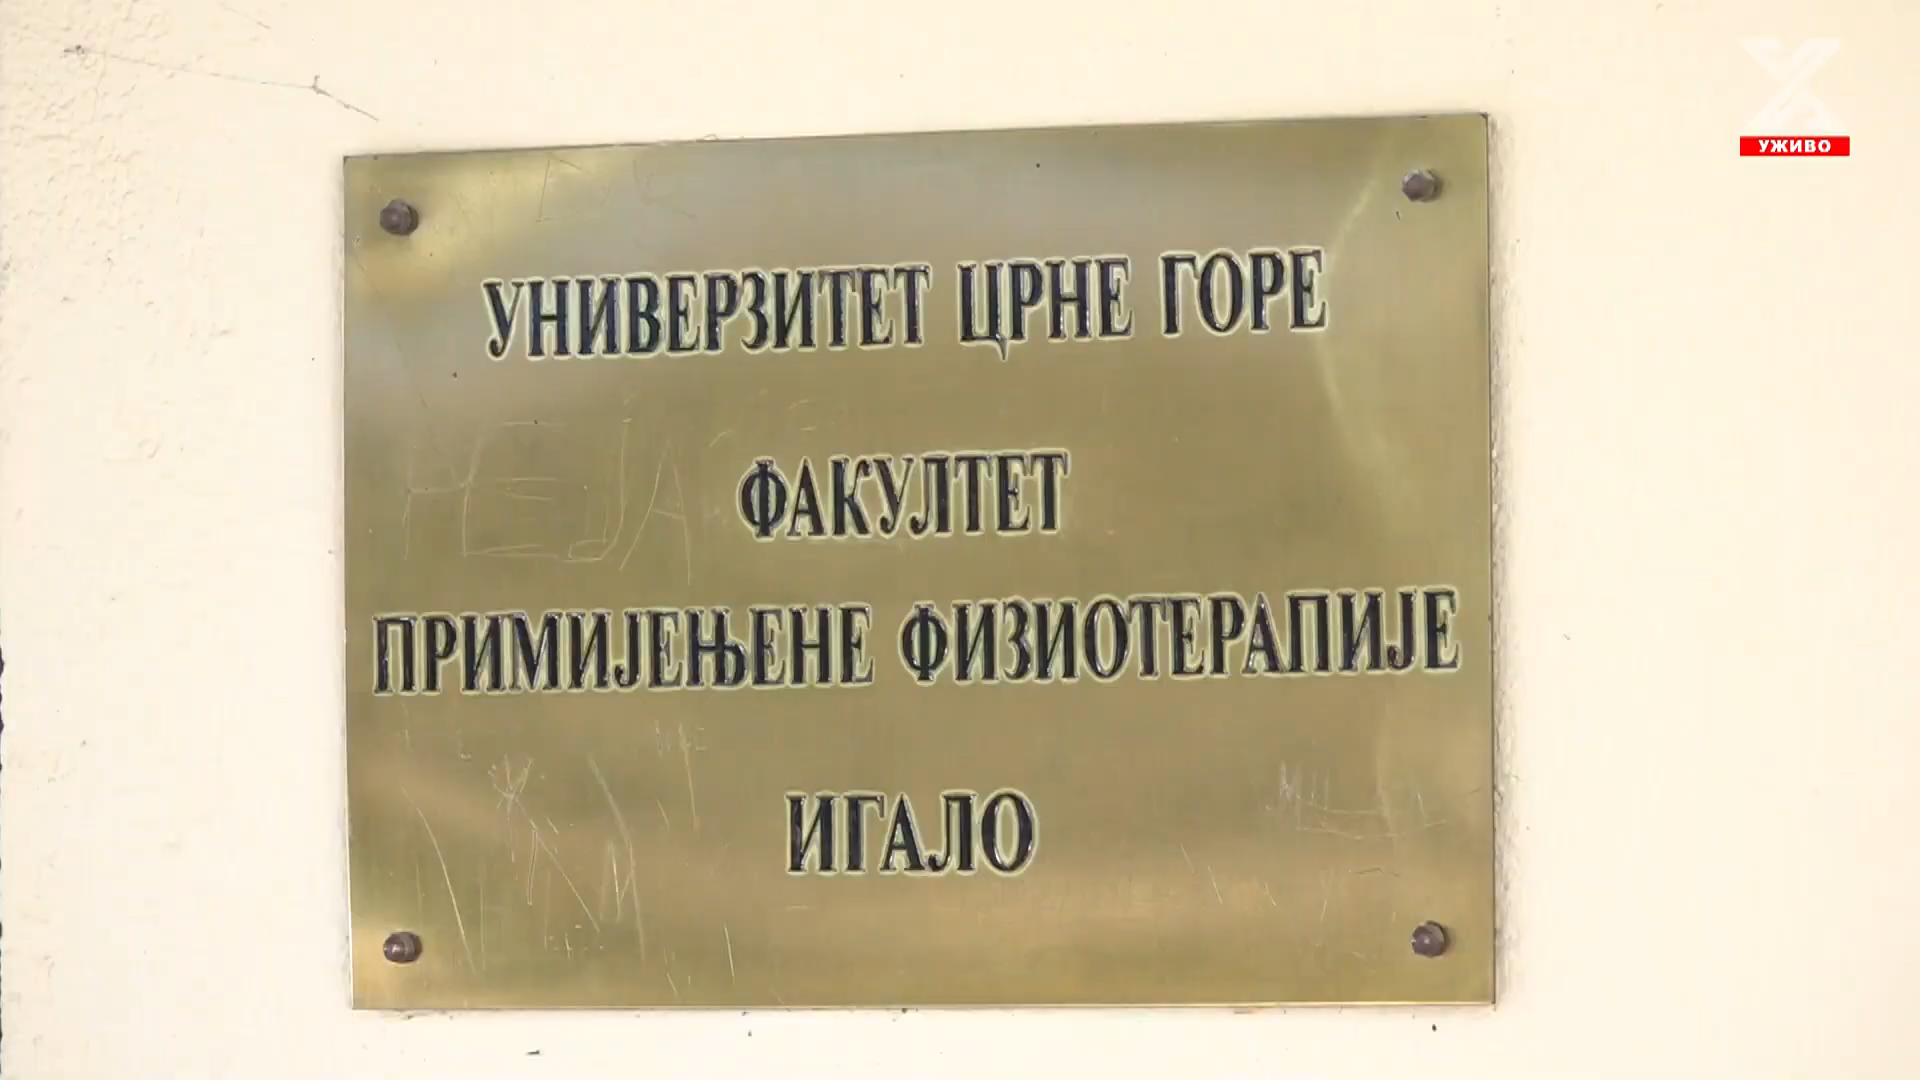 УЖИВО
УНИВЕРЗИТЕТ ЦРНЕ ГОРЕ
ФАКУЛТЕТ
ПРИМИЈЕЊЕНЕ ФИЗИОТЕРАПИЈЕ
ИГАЛО